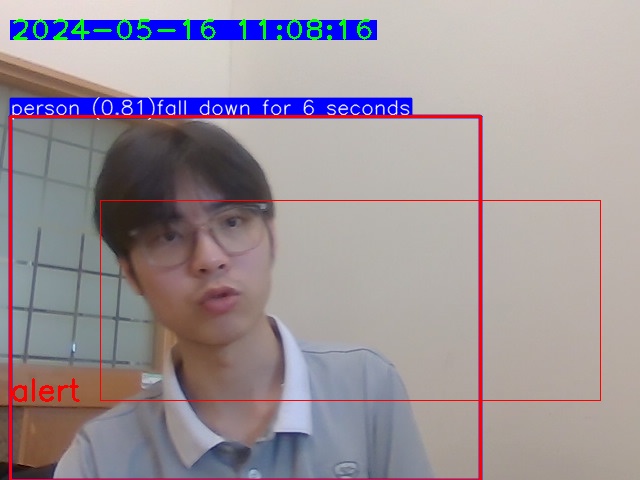 2024-05-16 11:08:16
person (0.81)fall down for 6 seconds
alert